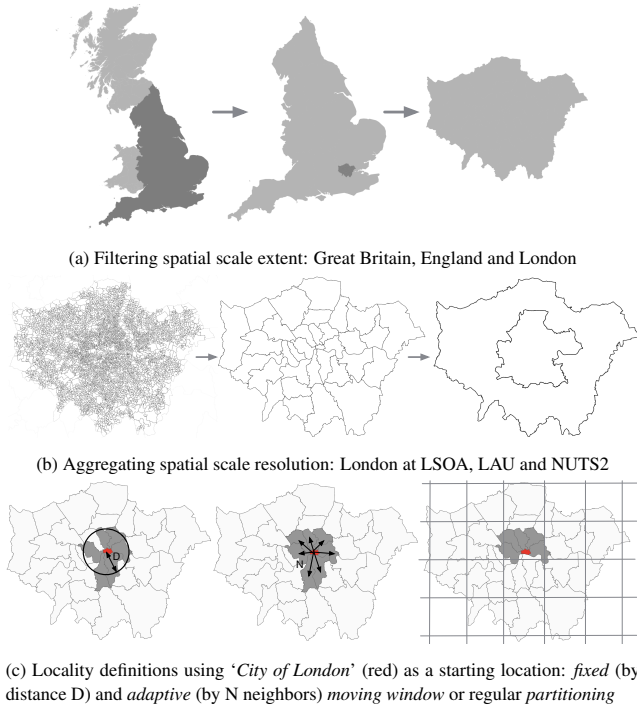 (a) Filtering spatial scale extent: Great Britain, England and London
(b) Aggregating spatial scale resolution: London at LSOA, LAU and NUTS2
D
N
(c) Locality definitions using ‘City of London’ (red) as a starting location: fixed (by
distance D) and adaptive (by N neighbors) moving window or regular partitioning